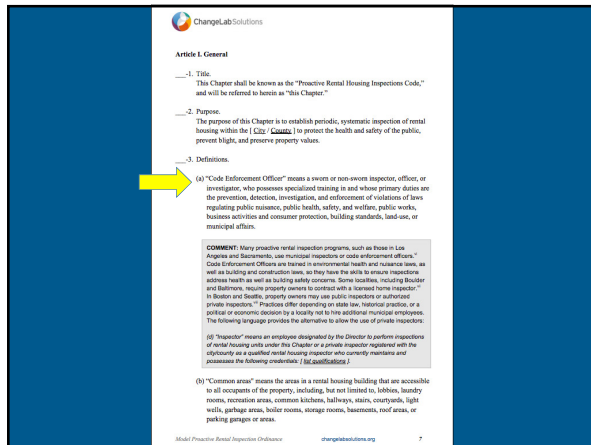 ChangeLabSolutions
Article I. General
___-1. Title.
This Chapter shall be known as the “Proactive Rental Housing Inspections Code,”
and will be referred to herein as “this Chapter.”
___-2. Purpose.
The purpose of this Chapter is to establish periodic, systematic inspection of rental
housing within the [ City / County ] to protect the health and safety of the public,
prevent blight, and preserve property values.
___-3. Definitions.
(a) “Code Enforcement Officer” means a sworn or non-sworn inspector, officer, or
investigator, who possesses specialized training in and whose primary duties are
the prevention, detection, investigation, and enforcement of violations of laws
regulating public nuisance, public health, safety, and welfare, public works,
business activities and consumer protection, building standards, land-use, or
municipal affairs.
COMMENT: Many proactive rental inspection programs, such as those in Los
Angeles and Sacramento, use municipal inspectors or code enforcement officers.v
Code Enforcement Officers are trained in environmental health and nuisance laws, as
well as building and construction laws, so they have the skills to ensure inspections
address health as well as building safety concerns. Some localities, including Boulder
and Baltimore, require property owners to contract with a licensed home inspector.vi
In Boston and Seattle, property owners may use public inspectors or authorized
private inspectors.vii Practices differ depending on state law, historical practice, or a
political or economic decision by a locality not to hire additional municipal employees.
The following language provides the alternative to allow the use of private inspectors:
(d) "Inspector" means an employee designated by the Director to perform inspections
of rental housing units under this Chapter or a private inspector registered with the
city/county as a qualified rental housing inspector who currently maintains and
possesses the following credentials: [ list qualifications ].
(b) “Common areas” means the areas in a rental housing building that are accessible
to all occupants of the property, including, but not limited to, lobbies, laundry
rooms, recreation areas, common kitchens, hallways, stairs, courtyards, light
wells, garbage areas, boiler rooms, storage rooms, basements, roof areas, or
parking garages or areas.
Model Proactive Rental Inspection Ordinance changelabsolutions.org 7